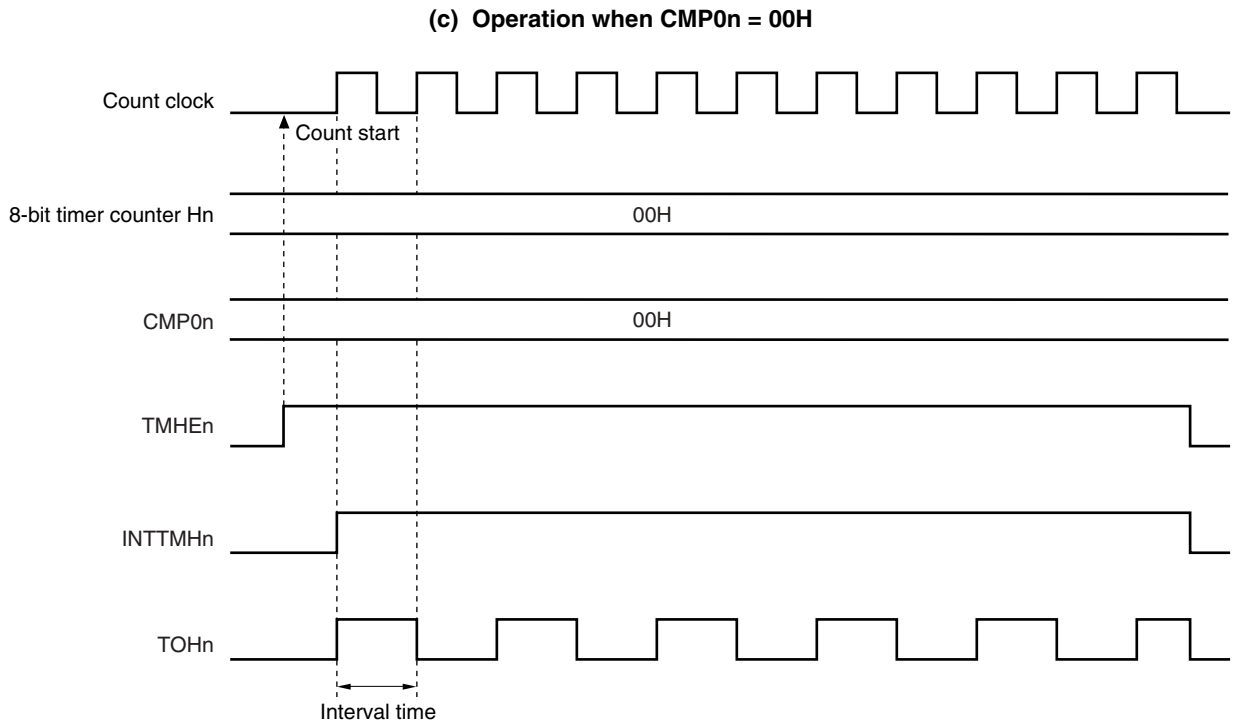 (c) Operation when CMP0n = 00H
Count clock
Count start
8-bit timer counter Hn
00H
CMP0n
00H
TMHEn
INTTMHn
TOHn
Interval time